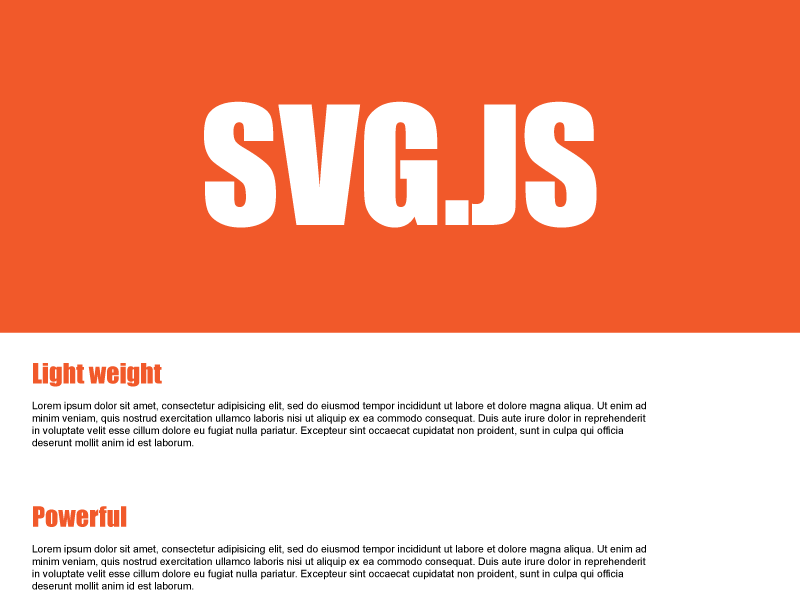 SVG.JS
Light weight
Lorem ipsum dolor sit amet, consectetur adipisicing elit, sed do eiusmod tempor incididunt ut labore et dolore magna aliqua. Ut enim ad
minim veniam, quis nostrud exercitation ullamco laboris nisi ut aliquip ex ea commodo consequat. Duis aute irure dolor in reprehenderit
in voluptate velit esse cillum dolore eu fugiat nulla pariatur. Excepteur sint occaecat cupidatat non proident, sunt in culpa qui officia
deserunt mollit anim id est laborum.
Powerful
Lorem ipsum dolor sit amet, consectetur adipisicing elit, sed do eiusmod tempor incididunt ut labore et dolore magna aliqua. Ut enim ad
minim veniam, quis nostrud exercitation ullamco laboris nisi ut aliquip ex ea commodo consequat. Duis aute irure dolor in reprehenderit
in voluptate velit esse cillum dolore eu fugiat nulla pariatur. Excepteur sint occaecat cupidatat non proident, sunt in culpa qui officia
deserunt mollit anim id est laborum.